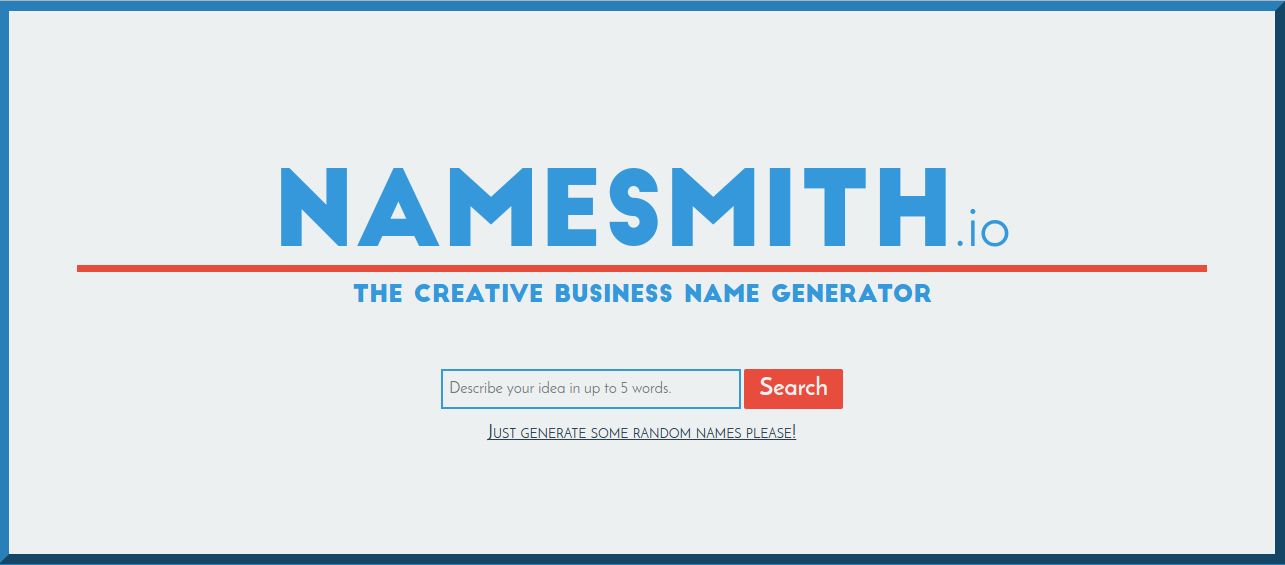 NAMESMITH.io
THE CREATIVE BUSINESS NAME GENERATOR
Describe your idea in up to 5 words. Search
Just generate some random names please!